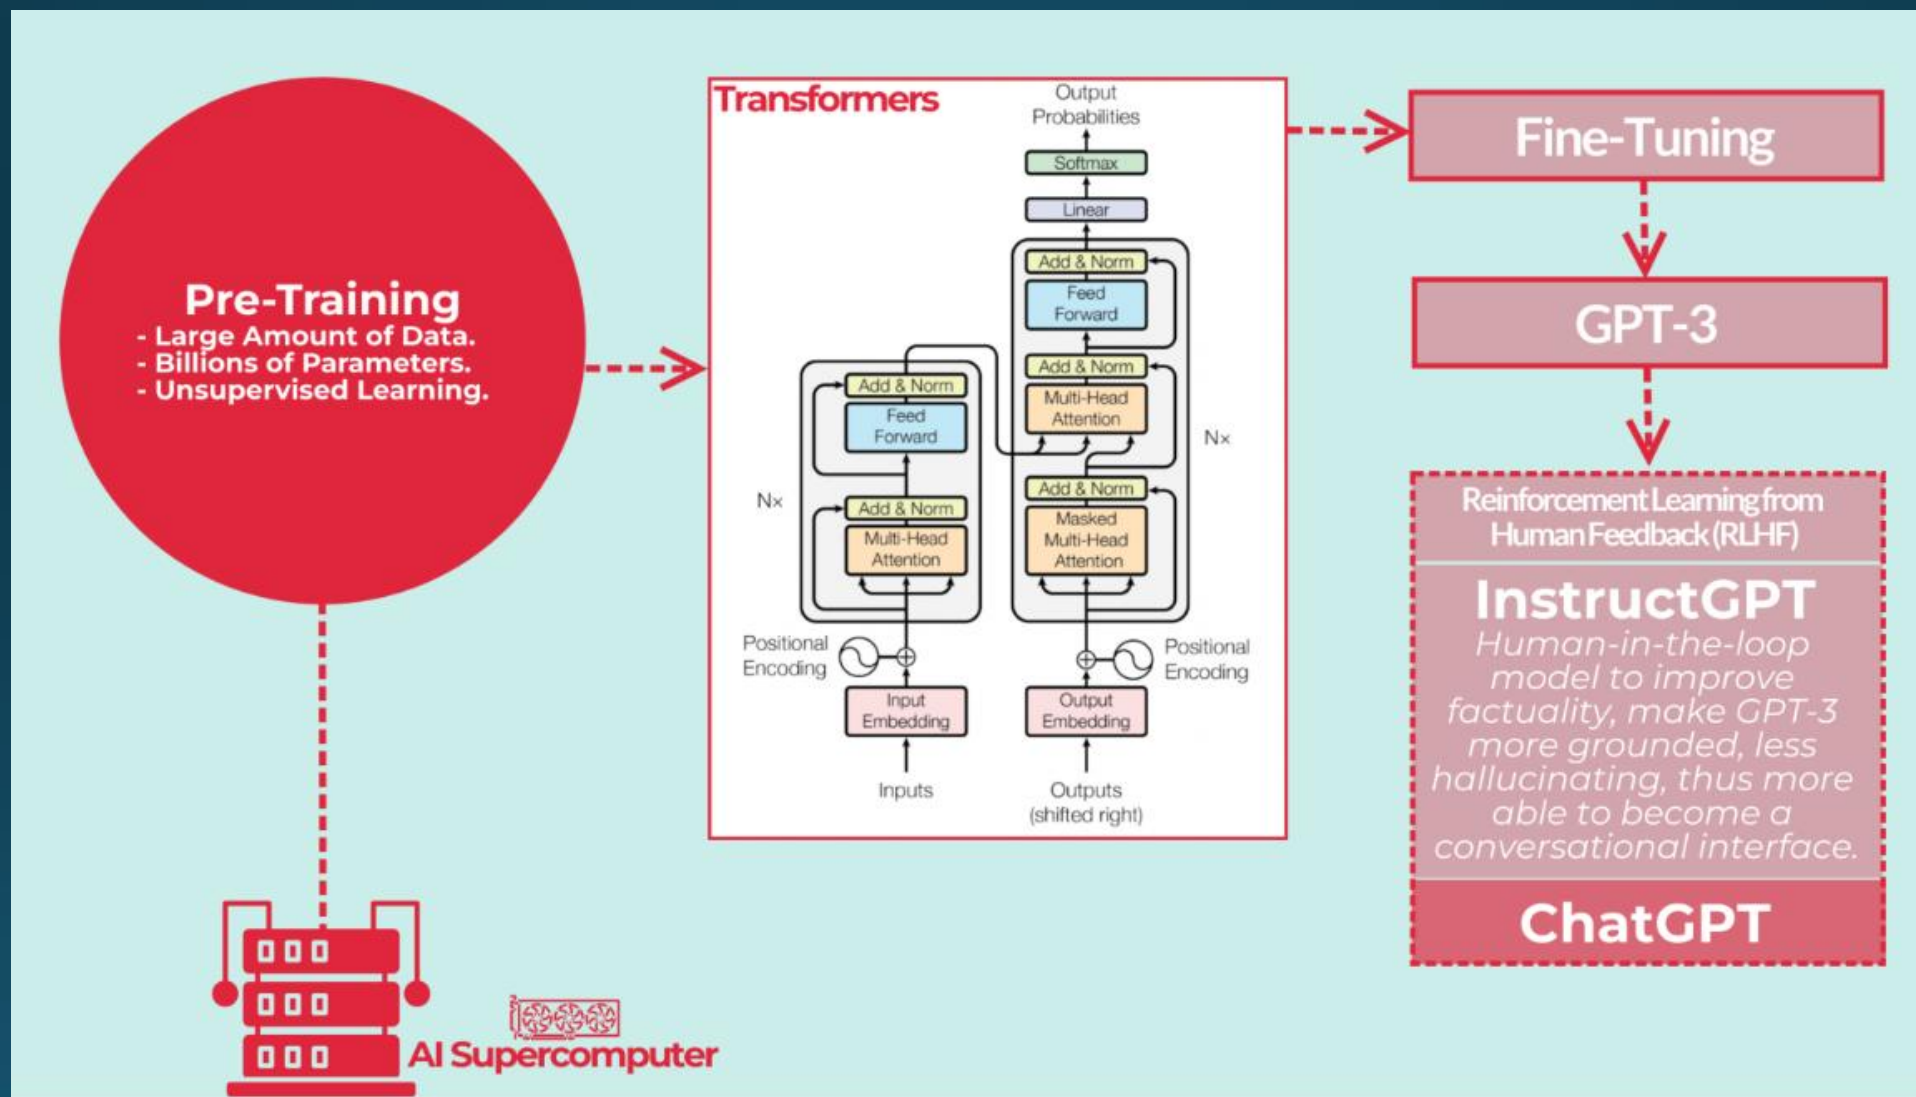 Pre-Training
- Large Amount of Data.
- Billions of Parameters.
- Unsupervised Learning.
AI Supercomputer
Transformers
Output
Probabilities
Softmax
Linear
Add & Norm
Feed
Forward
Add & Norm
Multi-Head
Attention
Add & Norm
Masked
Multi-Head
Attention
Nx
Positional
Encoding
Output
Embedding
Outputs
(shifted right)
Add & Norm
Feed
Forward
Add & Norm
Multi-Head
Attention
Nx
Positional
Encoding
Input
Embedding
Inputs
Fine-Tuning
GPT-3
Reinforcement Learning from
Human Feedback (RLHF)
InstructGPT
Human-in-the-loop
model to improve
factuality, make GPT-3
more grounded, less
hallucinating, thus more
able to become a
conversational interface.
ChatGPT